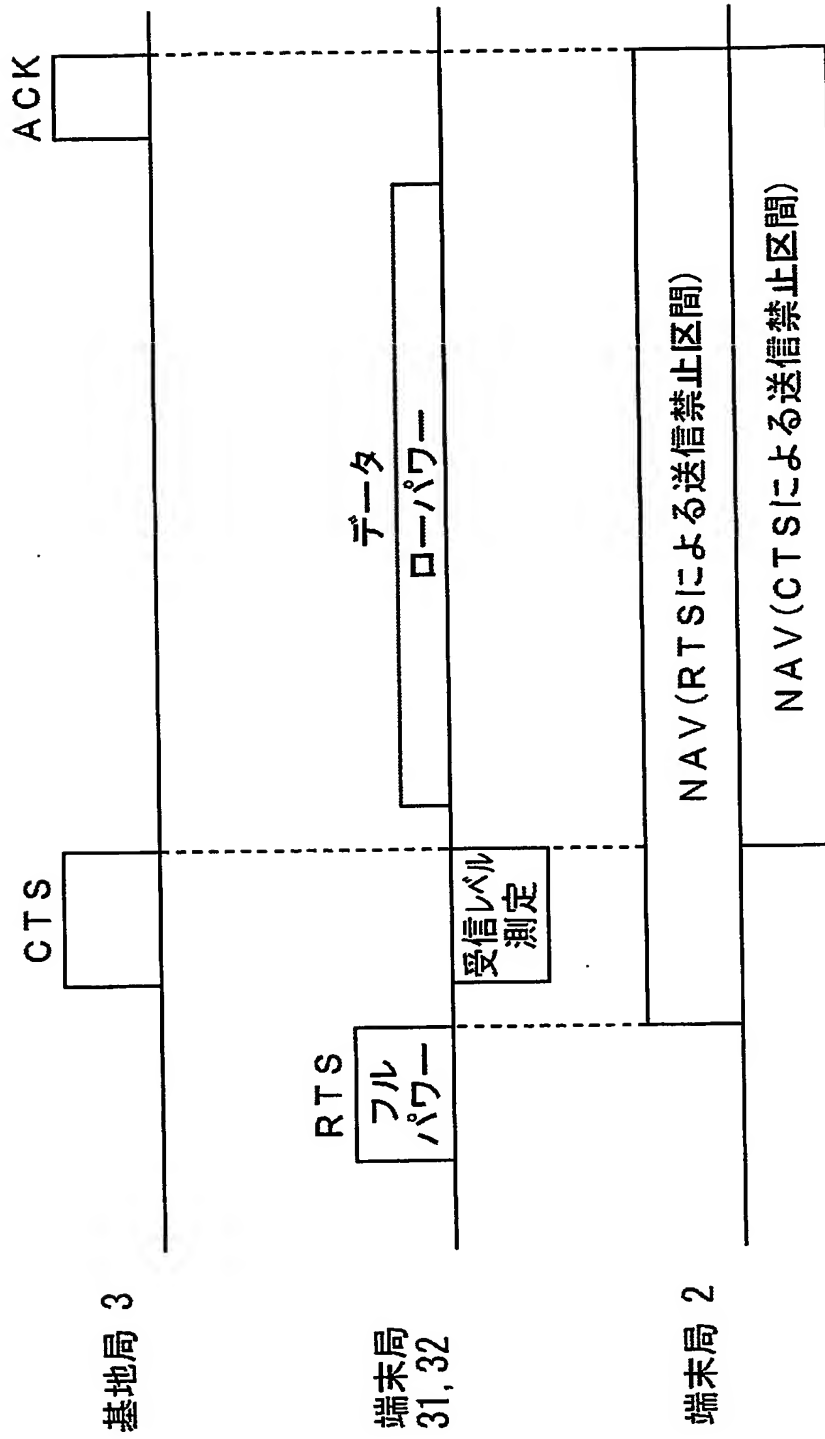 基地局 3
CTS
ACK
端末局
31, 32
RTS
フル
パワー
受信レベル
測定
データ
ローパワー
端末局 2
NAV(RTSによる送信禁止区間)
NAV(CTSによる送信禁止区間)